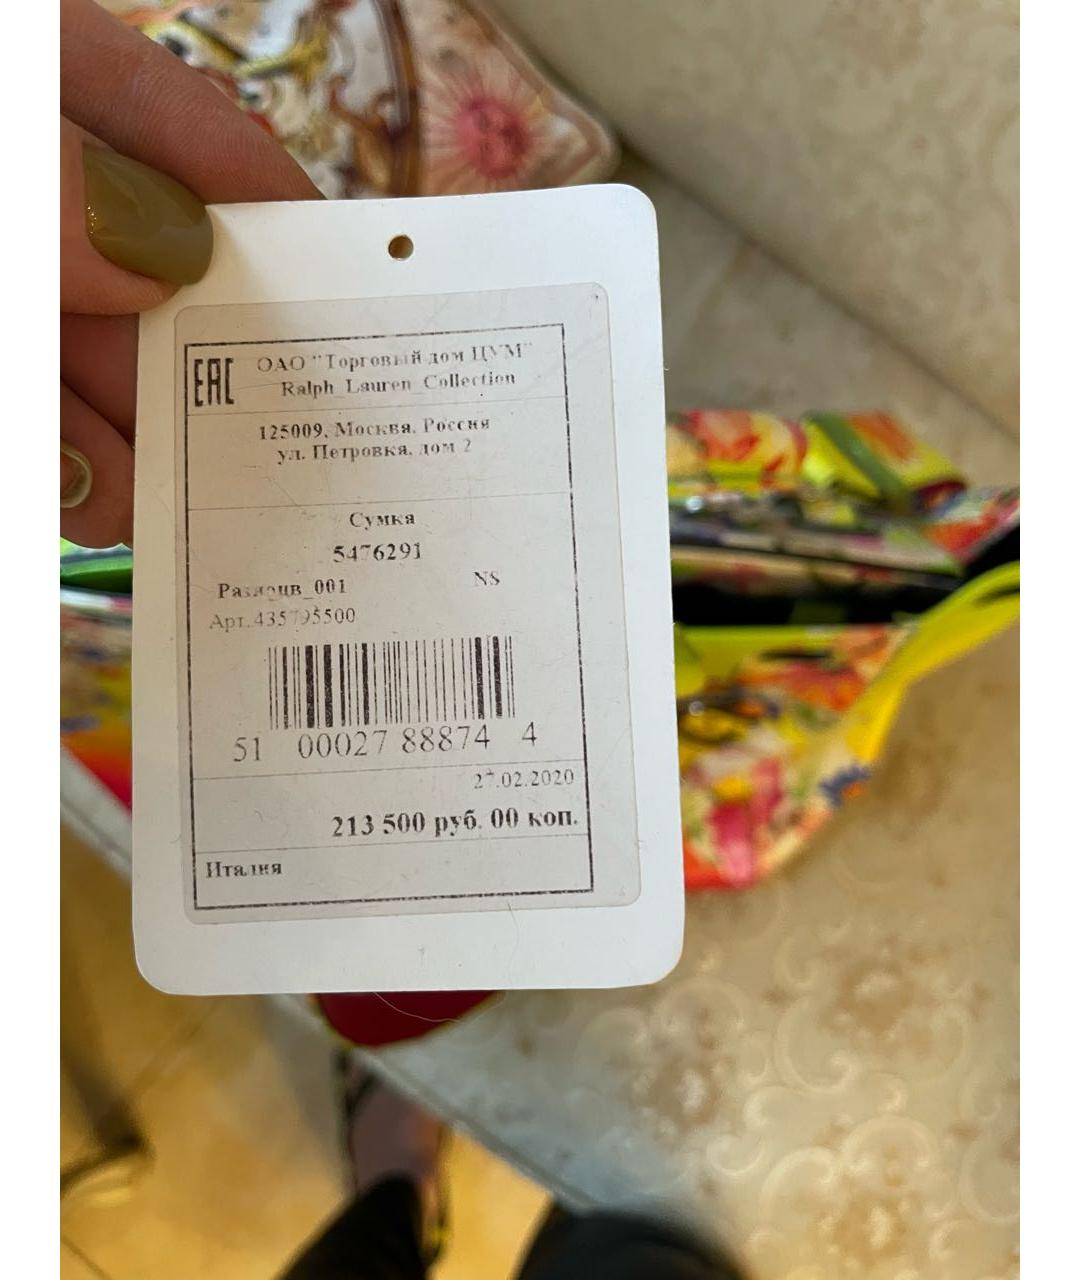 EAC
ОАО "Торговый дом ЦУМ"
Ralph_Lauren_Collection
125009, Москва, Россия
ул. Петровка, дом 2
Сумка
5476291
Разноцв_001 NS
Арт.435795500
51 00027 88874 4
27.02.2020
213 500 руб. 00 коп.
Италия